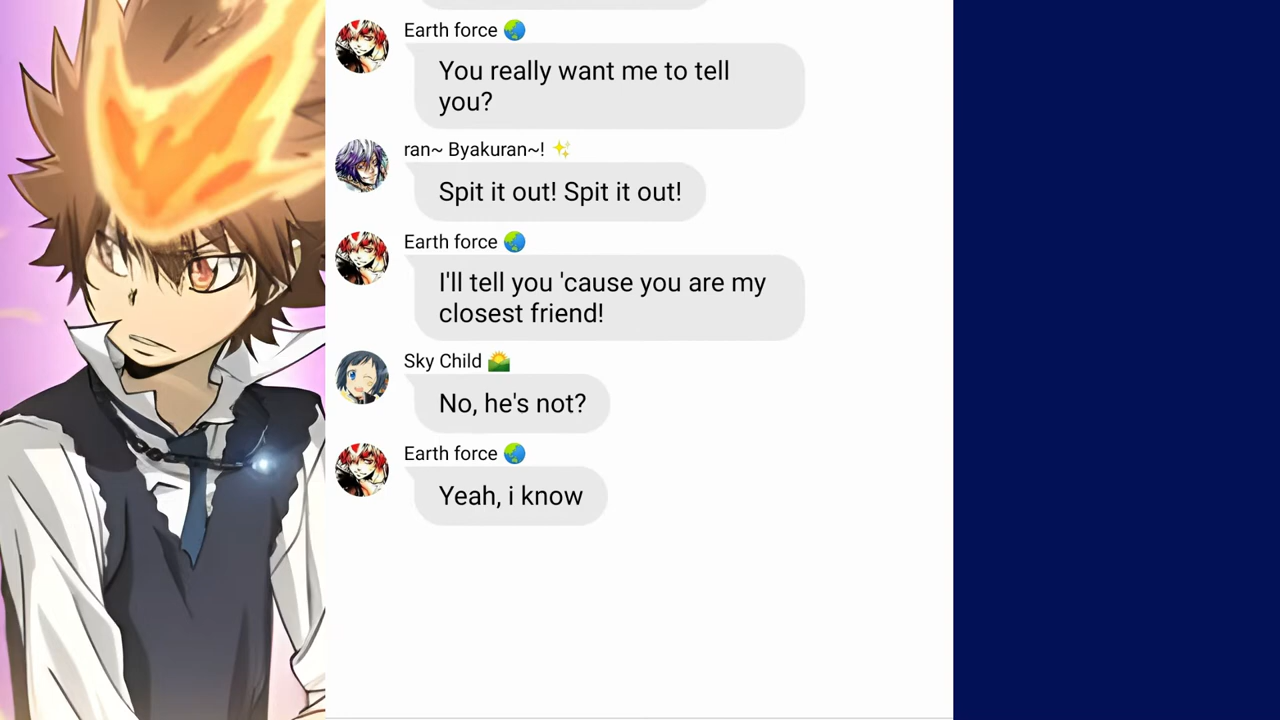 Earth force 🌏
You really want me to tell
you?
ran~ Byakuran~! ✨
Spit it out! Spit it out!
Earth force 🌏
I'll tell you 'cause you are my
closest friend!
Sky Child 🌄
No, he's not?
Earth force 🌏
Yeah, i know